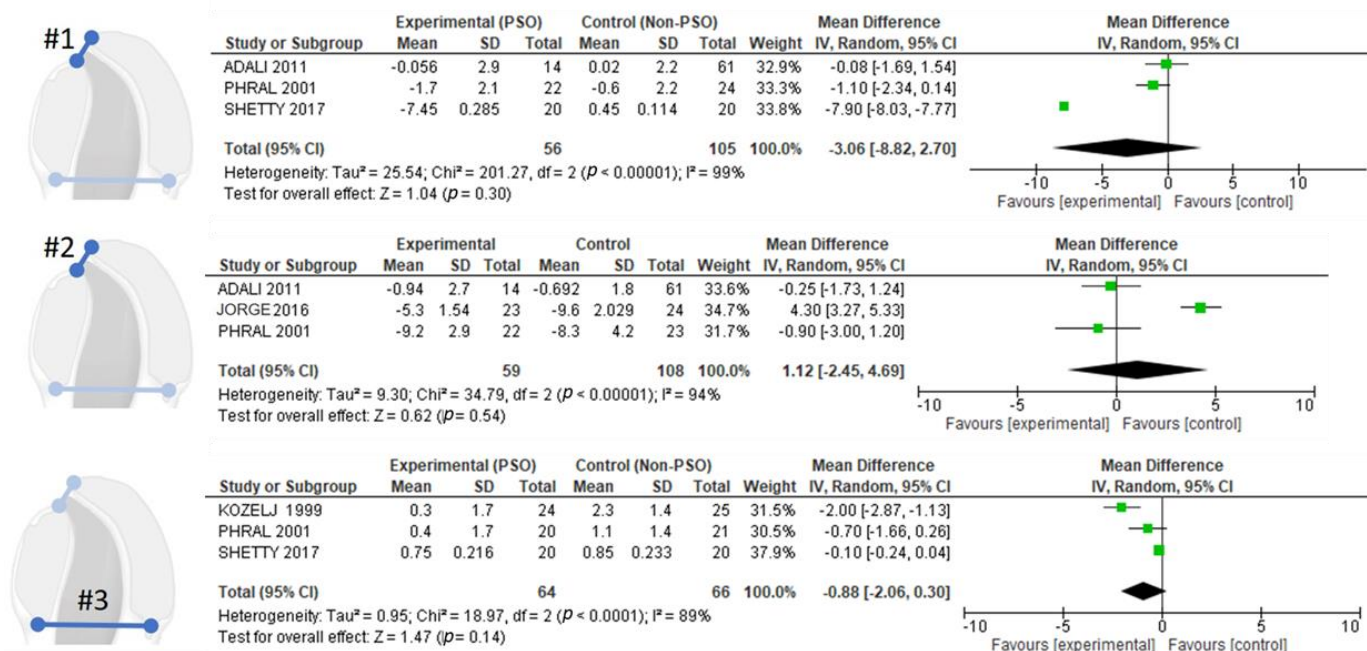 #1
Experimental (PSO) Control (Non-PSO) Mean Difference Mean Difference
Study or Subgroup Mean SD Total Mean SD Total Weight IV, Random, 95% CI IV, Random, 95% CI
ADALI 2011 -0.056 2.9 14 0.02 2.2 61 32.9% -0.08 [-1.69, 1.54]
PHRAL 2001 -1.7 2.1 22 -0.6 2.2 24 33.3% -1.10 [-2.34, 0.14]
SHETTY 2017 -7.45 0.285 20 0.45 0.114 20 33.8% -7.90 [-8.03, -7.77]
Total (95% CI) 56 105 100.0% -3.06 [-8.82, 2.70]
Heterogeneity: Tau² = 25.54; Chi² = 201.27, df = 2 (p < 0.00001); I² = 99%
Test for overall effect: Z = 1.04 (p = 0.30)
-10 -5 0 5 10
Favours [experimental] Favours [control]
#2
Experimental Control Mean Difference Mean Difference
Study or Subgroup Mean SD Total Mean SD Total Weight IV, Random, 95% CI IV, Random, 95% CI
ADALI 2011 -0.94 2.7 14 -0.692 1.8 61 33.6% -0.25 [-1.73, 1.24]
JORGE 2016 -5.3 1.54 23 -9.6 2.029 24 34.7% 4.30 [3.27, 5.33]
PHRAL 2001 -9.2 2.9 22 -8.3 4.2 23 31.7% -0.90 [-3.00, 1.20]
Total (95% CI) 59 108 100.0% 1.12 [-2.45, 4.69]
Heterogeneity: Tau² = 9.30; Chi² = 34.79, df = 2 (p < 0.00001); I² = 94%
Test for overall effect: Z = 0.62 (p = 0.54)
-10 -5 0 5 10
Favours [experimental] Favours [control]
#3
Experimental (PSO) Control (Non-PSO) Mean Difference Mean Difference
Study or Subgroup Mean SD Total Mean SD Total Weight IV, Random, 95% CI IV, Random, 95% CI
KOZELJ 1999 0.3 1.7 24 2.3 1.4 25 31.5% -2.00 [-2.87, -1.13]
PHRAL 2001 0.4 1.7 20 1.1 1.4 21 30.5% -0.70 [-1.66, 0.26]
SHETTY 2017 0.75 0.216 20 0.85 0.233 20 37.9% -0.10 [-0.24, 0.04]
Total (95% CI) 64 66 100.0% -0.88 [-2.06, 0.30]
Heterogeneity: Tau² = 0.95; Chi² = 18.97, df = 2 (p < 0.0001); I² = 89%
Test for overall effect: Z = 1.47 (p = 0.14)
-10 -5 0 5 10
Favours [experimental] Favours [control]